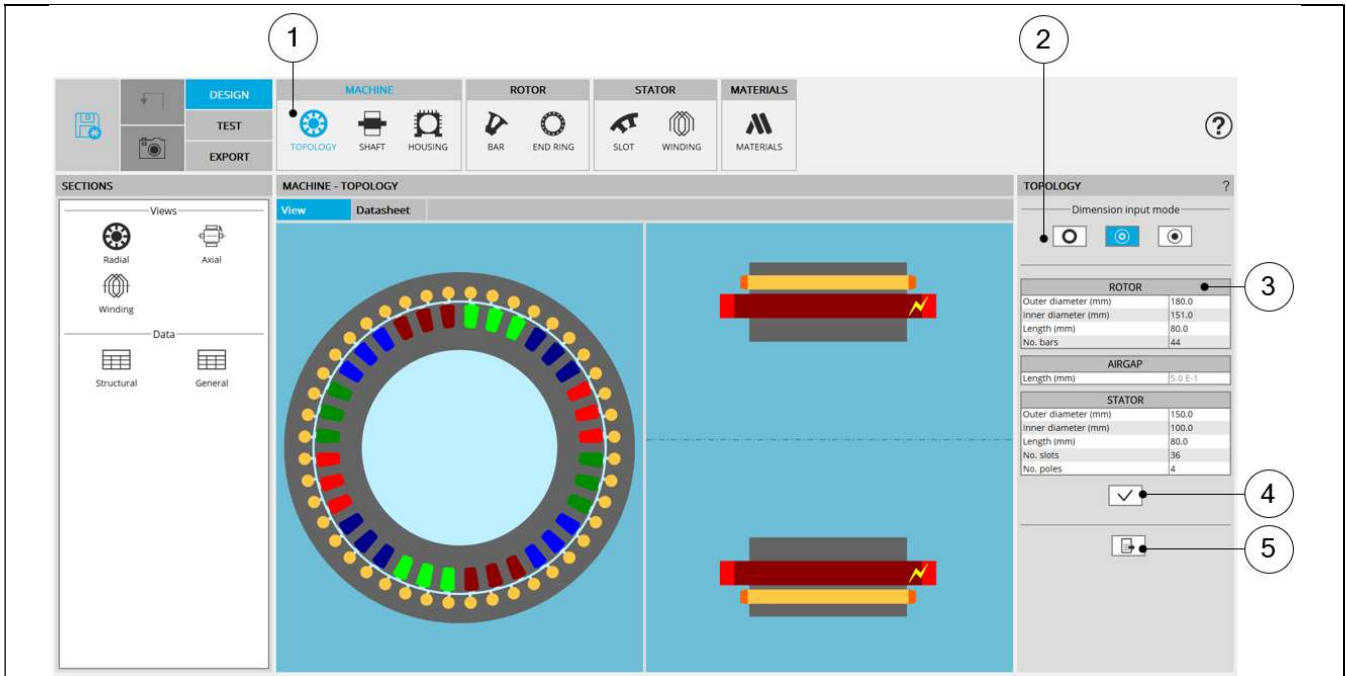 1
2
DESIGN
TEST
EXPORT
MACHINE
TOPOLOGY
SHAFT
HOUSING
ROTOR
BAR
END RING
STATOR
SLOT
WINDING
MATERIALS
MATERIALS
?
SECTIONS
Views
Radial
Axial
Winding
Data
Structural
General
MACHINE - TOPOLOGY
View
Datasheet
TOPOLOGY ?
Dimension input mode
3
ROTOR
Outer diameter (mm) 180.0
Inner diameter (mm) 151.0
Length (mm) 80.0
No. bars 44
AIRGAP
Length (mm) 5.0 E-1
STATOR
Outer diameter (mm) 150.0
Inner diameter (mm) 100.0
Length (mm) 80.0
No. slots 36
No. poles 4
4
5